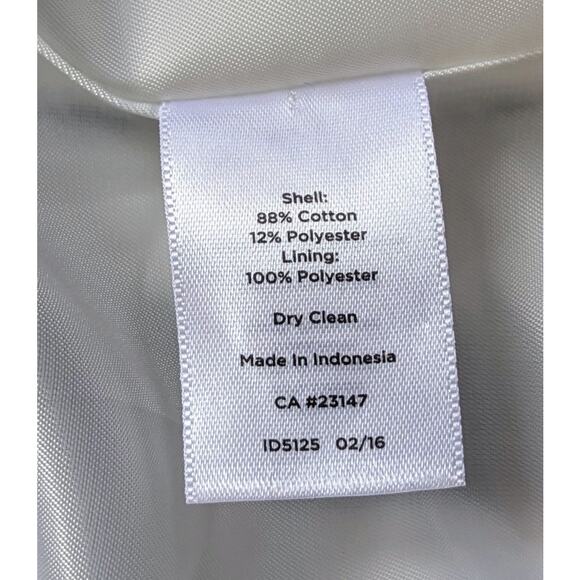 Shell:
88% Cotton
12% Polyester
Lining:
100% Polyester
Dry Clean
Made In Indonesia
CA #23147
ID5125 02/16